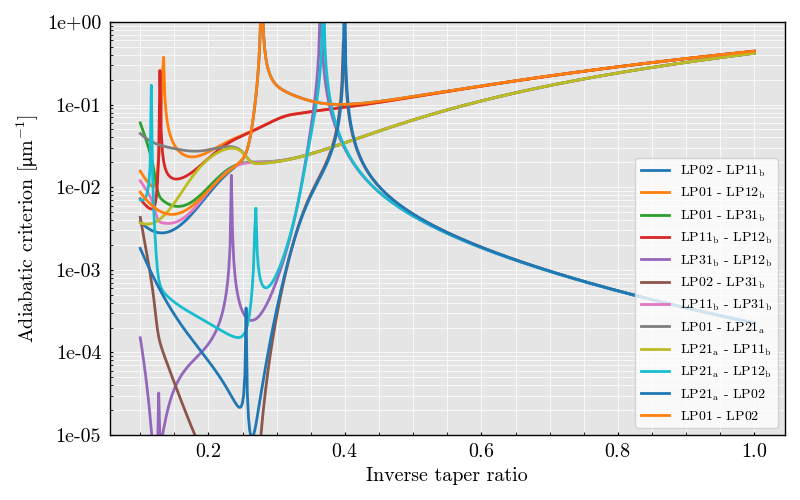 1e+00
1e-01
1e-02
1e-03
1e-04
1e-05
Adiabatic criterion [µm⁻¹]
0.2 0.4 0.6 0.8 1.0
Inverse taper ratio
LP02 - LP11b
LP01 - LP12b
LP01 - LP31b
LP11b - LP12b
LP31b - LP12b
LP02 - LP31b
LP11b - LP31b
LP01 - LP21a
LP21a - LP11b
LP21a - LP12b
LP21a - LP02
LP01 - LP02